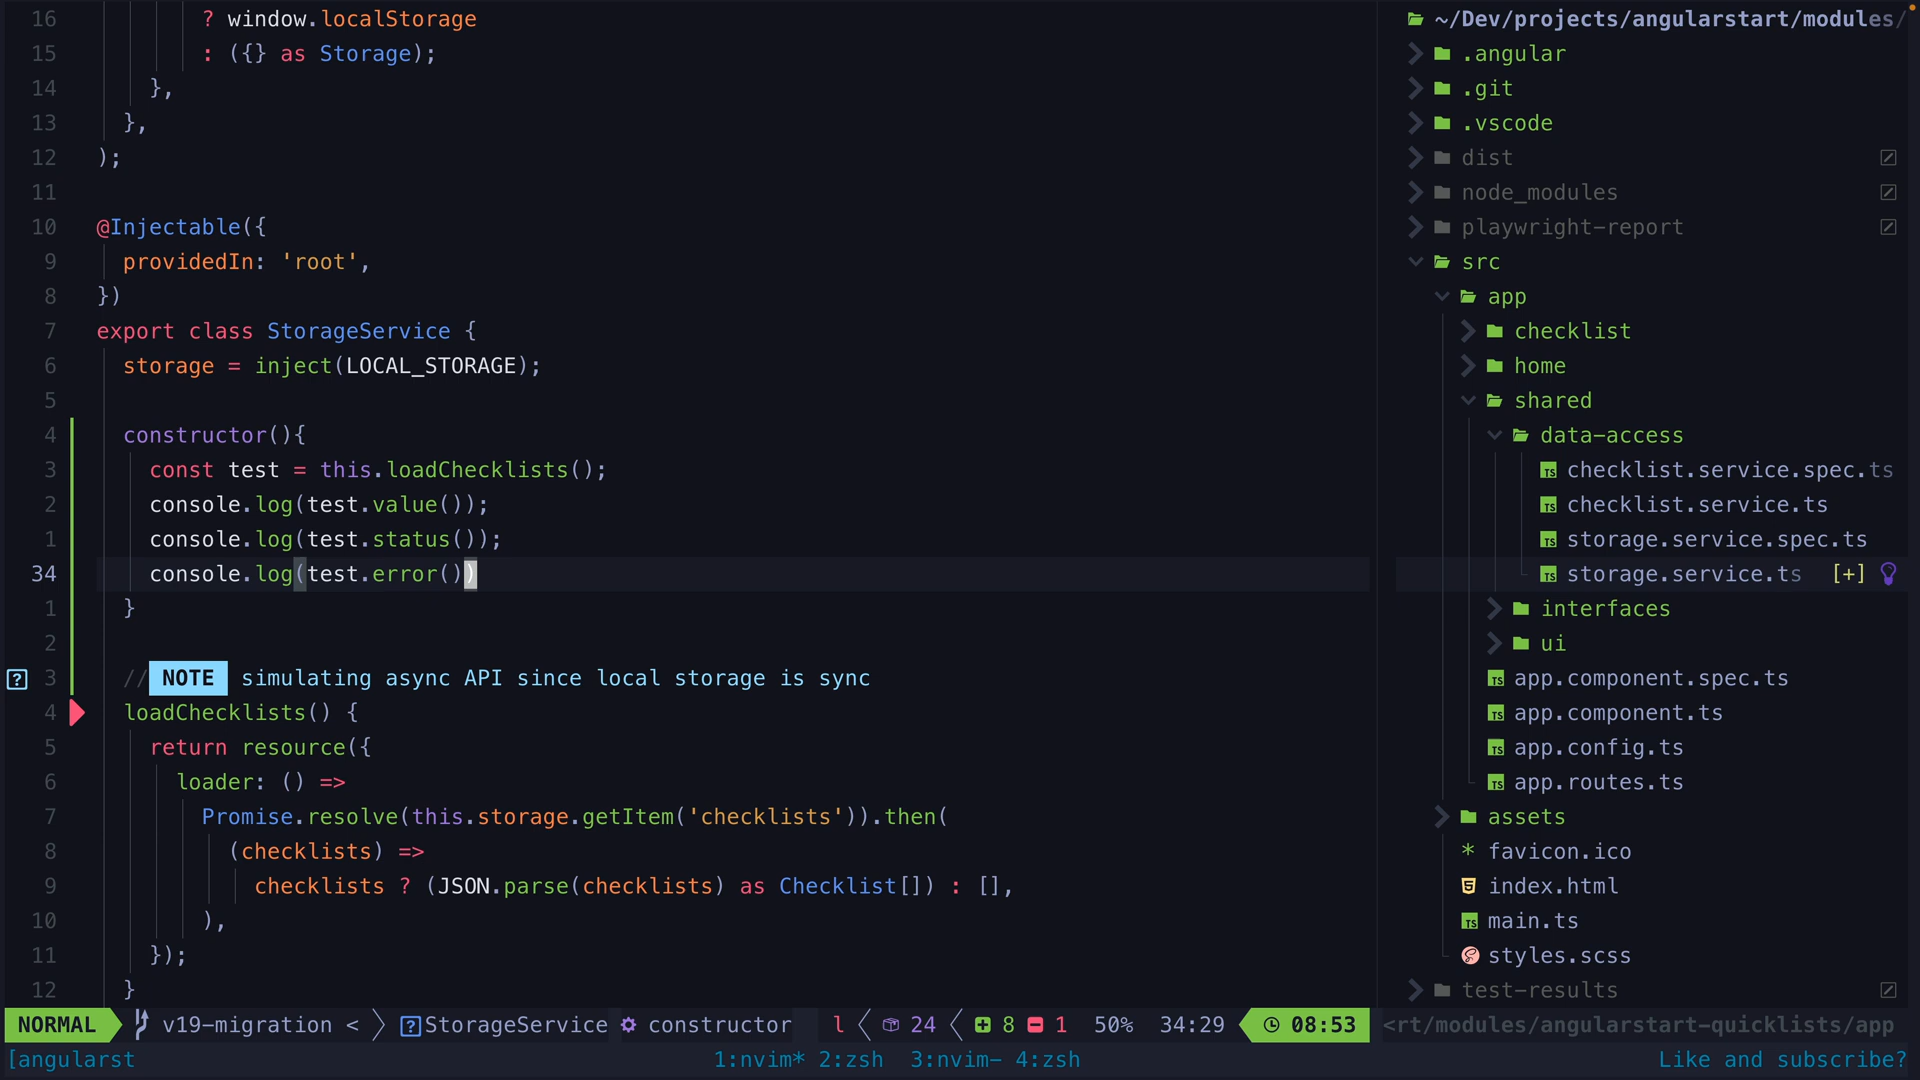 16 ? window.localStorage
15 : ({} as Storage);
14 },
13 },
12 );
11
10 @Injectable({
9 providedIn: 'root',
8 })
7 export class StorageService {
6 storage = inject(LOCAL_STORAGE);
5
4 constructor(){
3 const test = this.loadChecklists();
2 console.log(test.value());
1 console.log(test.status());
34 console.log(test.error())
1 }
2
3 // NOTE simulating async API since local storage is sync
4 loadChecklists() {
5 return resource({
6 loader: () =>
7 Promise.resolve(this.storage.getItem('checklists')).then(
8 (checklists) =>
9 checklists ? (JSON.parse(checklists) as Checklist[]) : [],
10 ),
11 });
12 }
NORMAL v19-migration < StorageService constructor l 24 8 1 50% 34:29 08:53
~/Dev/projects/angularstart/modules/
.angular
.git
.vscode
dist
node_modules
playwright-report
src
app
checklist
home
shared
data-access
TS checklist.service.spec.ts
TS checklist.service.ts
TS storage.service.spec.ts
TS storage.service.ts [+]
interfaces
ui
TS app.component.spec.ts
TS app.component.ts
TS app.config.ts
TS app.routes.ts
assets
* favicon.ico
index.html
TS main.ts
styles.scss
test-results
<rt/modules/angularstart-quicklists/app
[angularst 1:nvim* 2:zsh 3:nvim- 4:zsh Like and subscribe?